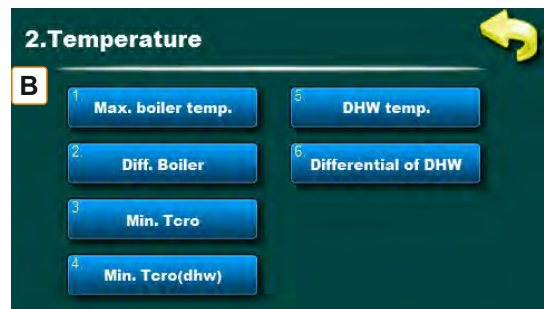 2.Temperature
B
1. Max. boiler temp.
2. Diff. Boiler
3. Min. Tcro
4. Min. Tcro(dhw)
5. DHW temp.
6. Differential of DHW